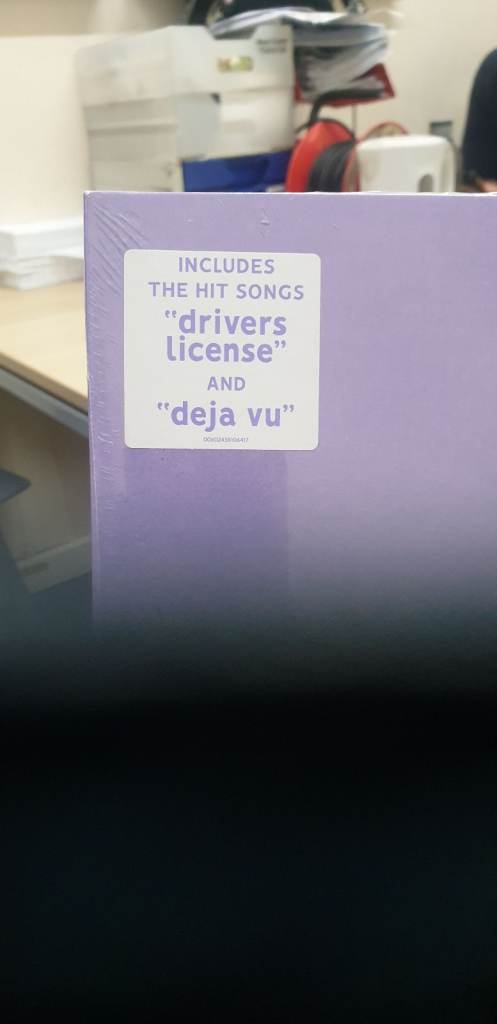 INCLUDES
THE HIT SONGS
“drivers
license”
AND
“deja vu”